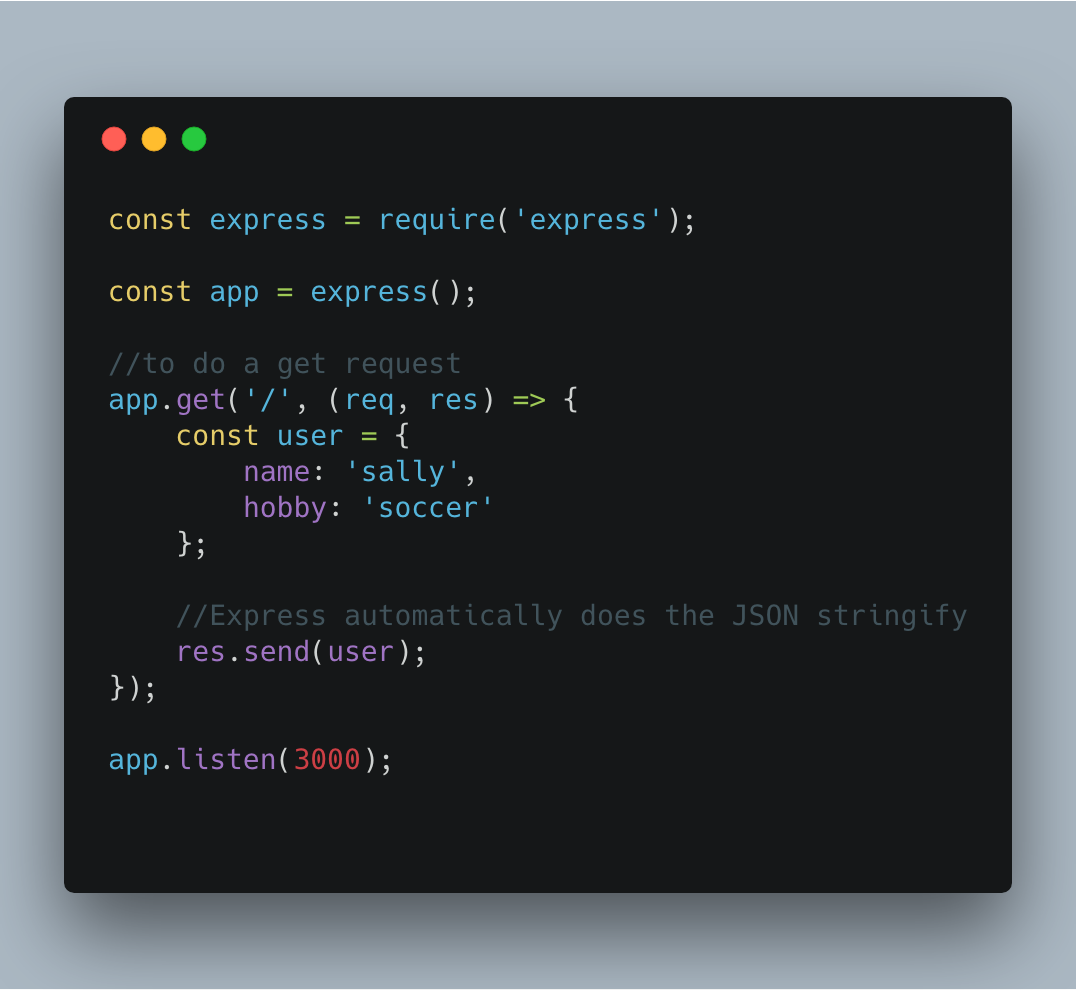 const express = require('express');
const app = express();
//to do a get request
app.get('/', (req, res) => {
    const user = {
        name: 'sally',
        hobby: 'soccer'
    };
    //Express automatically does the JSON stringify
    res.send(user);
});
app.listen(3000);